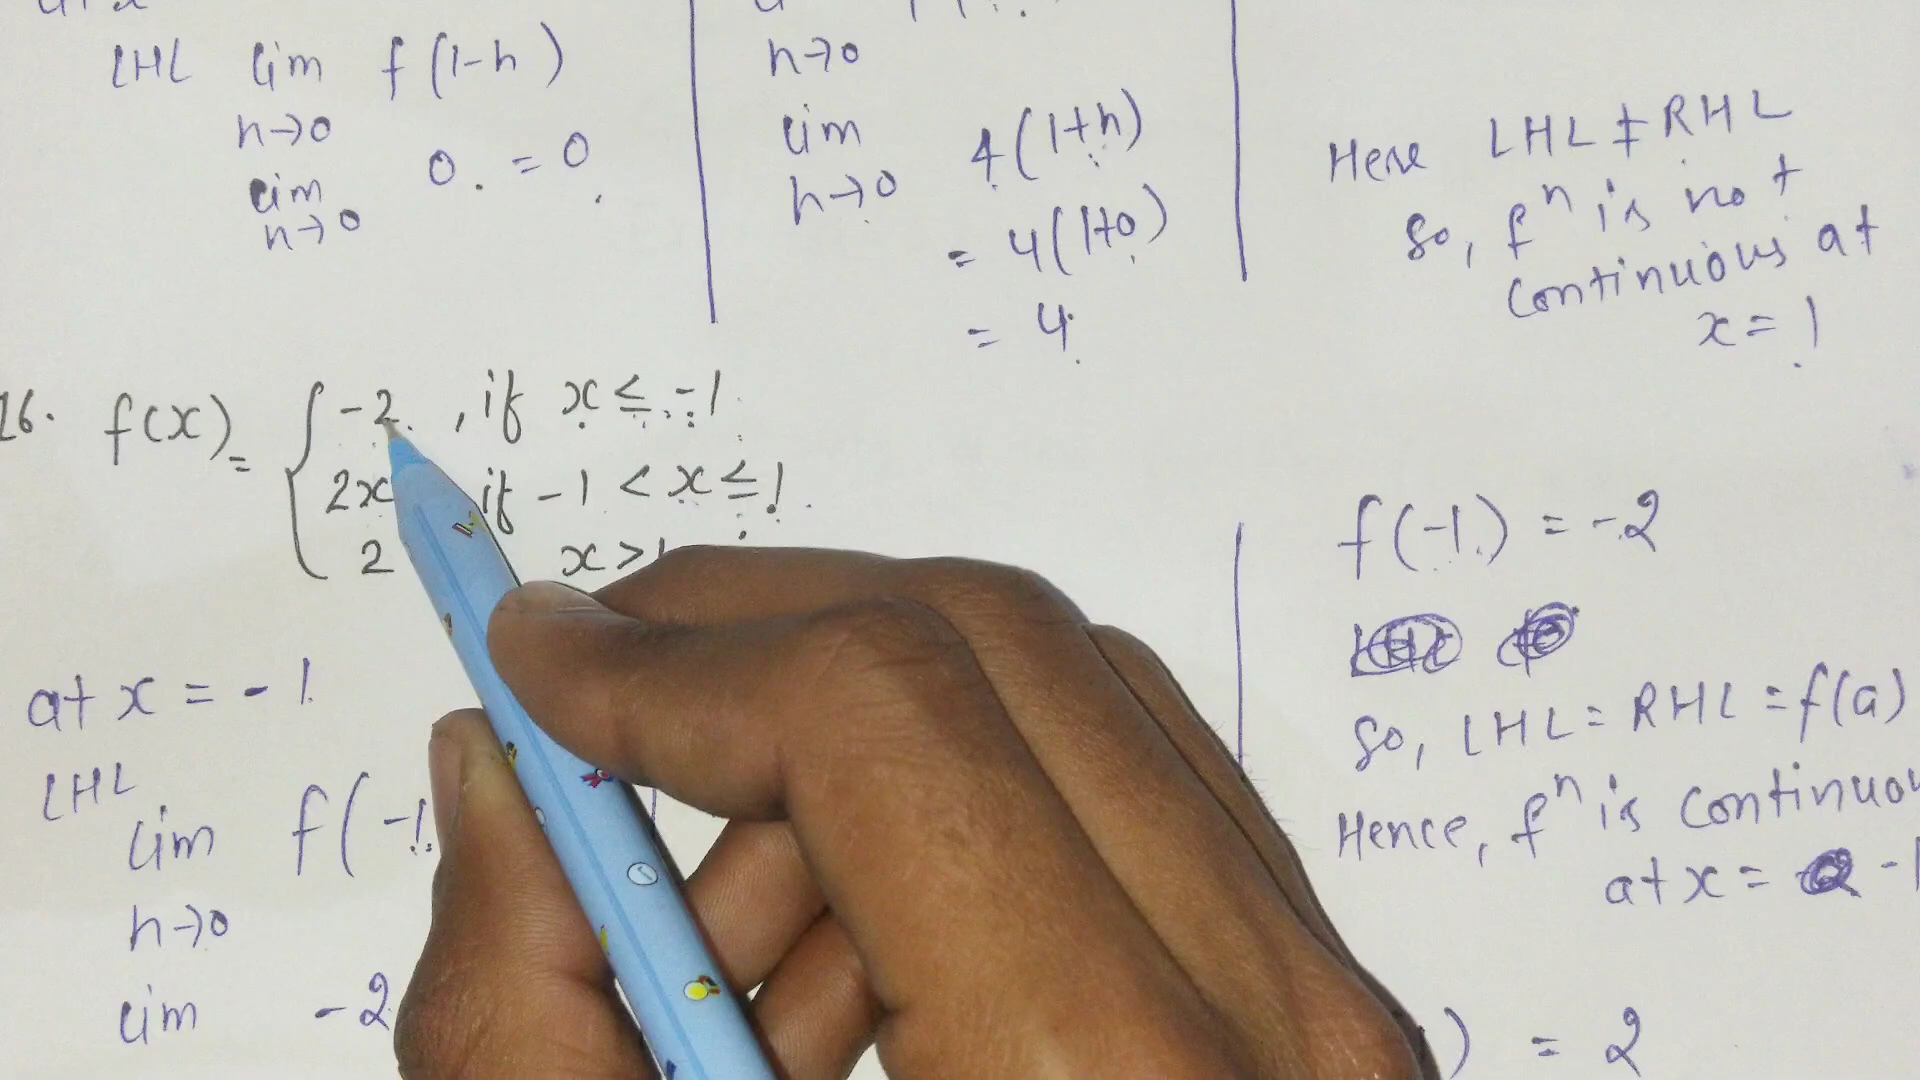 LHL lim f(1-h)
h→0
lim 0 = 0
h→0
h→0
lim 4(1+h)
h→0
= 4(1+0)
= 4
Here LHL ≠ RHL
So, fⁿ is not
continuous at
x = 1
16. f(x) = { -2 , if x ≤ -1
2x if -1 < x ≤ 1
2 x > 1
at x = -1
LHL
lim f(-1
h→0
lim -2
f(-1) = -2
So, LHL = RHL = f(a)
Hence, fⁿ is continuou
at x = -1
) = 2